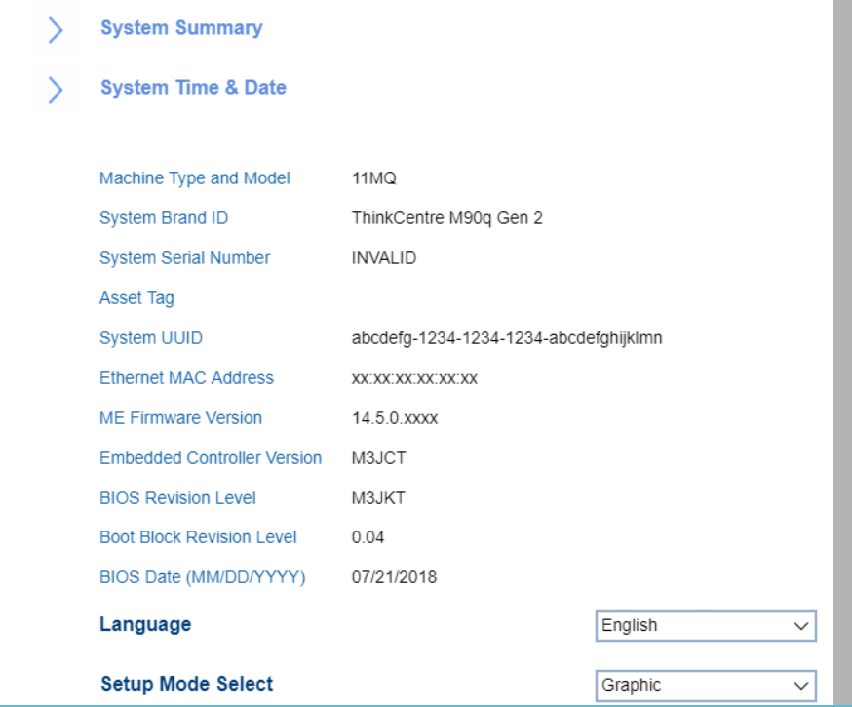 System Summary
System Time & Date
Machine Type and Model 11MQ
System Brand ID ThinkCentre M90q Gen 2
System Serial Number INVALID
Asset Tag
System UUID abcdefg-1234-1234-1234-abcdefghijklmn
Ethernet MAC Address xx:xx:xx:xx:xx:xx
ME Firmware Version 14.5.0.xxxx
Embedded Controller Version M3JCT
BIOS Revision Level M3JKT
Boot Block Revision Level 0.04
BIOS Date (MM/DD/YYYY) 07/21/2018
Language English
Setup Mode Select Graphic